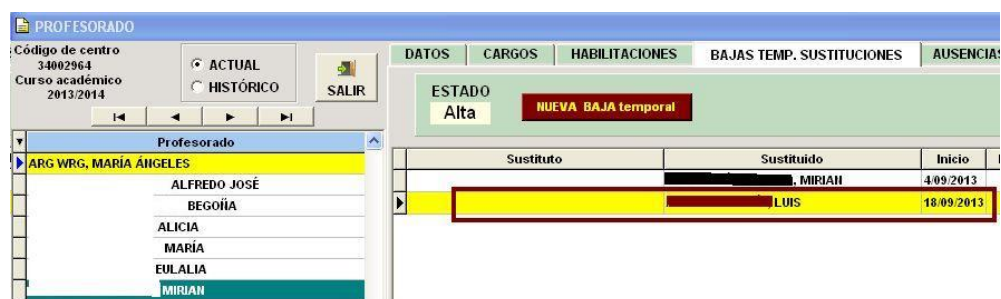 PROFESORADO
Código de centro
34002964
Curso académico
2013/2014
ACTUAL
HISTÓRICO
SALIR
Profesorado
ARG WRG, MARÍA ÁNGELES
ALFREDO JOSÉ
BEGOÑA
ALICIA
MARÍA
EULALIA
MIRIAN
DATOS CARGOS HABILITACIONES BAJAS TEMP. SUSTITUCIONES AUSENCIAS
ESTADO
Alta
NUEVA BAJA temporal
Sustituto Sustituido Inicio
, MIRIAN 4/09/2013
LUIS 18/09/2013